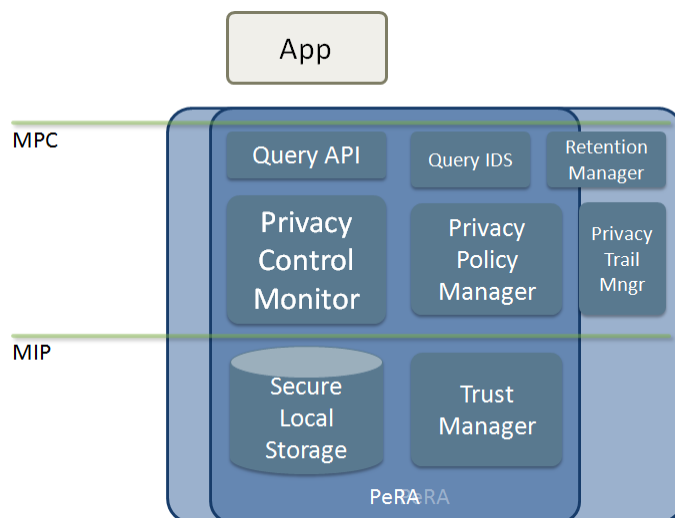 App
MPC
Query API
Query IDS
Retention
Manager
Privacy
Control
Monitor
Privacy
Policy
Manager
Privacy
Trail
Mngr
MIP
Secure
Local
Storage
Trust
Manager
PeRA
PeRA